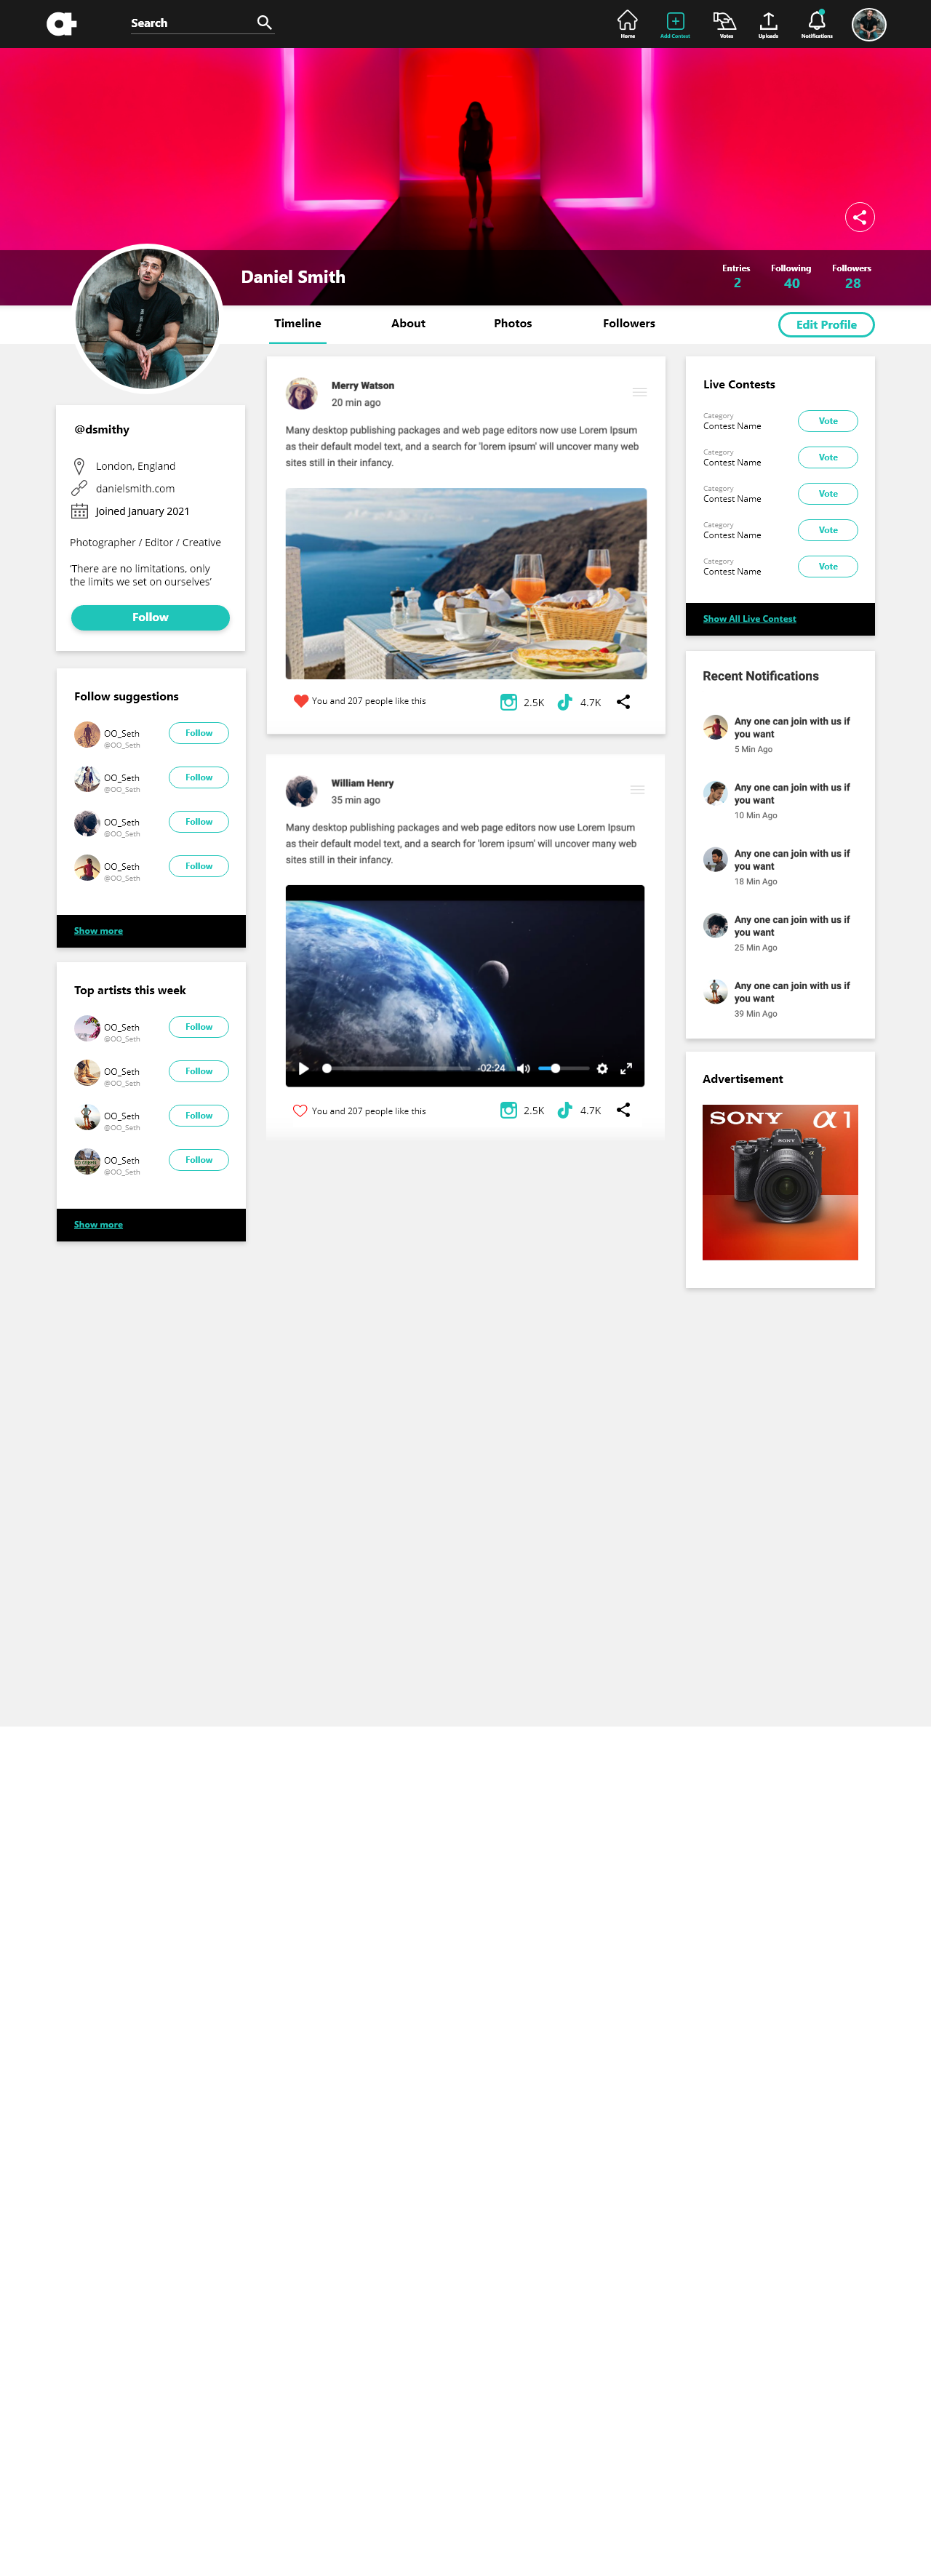 Search
Home
Add Contest
Votes
Uploads
Notifications
Daniel Smith
Entries
2
Following
40
Followers
28
Timeline
About
Photos
Followers
Edit Profile
@dsmithy
London, England
danielsmith.com
Joined January 2021
Photographer / Editor / Creative
'There are no limitations, only
the limits we set on ourselves'
Follow
Follow suggestions
OO_Seth
@OO_Seth
Follow
OO_Seth
@OO_Seth
Follow
OO_Seth
@OO_Seth
Follow
OO_Seth
@OO_Seth
Follow
Show more
Top artists this week
OO_Seth
@OO_Seth
Follow
OO_Seth
@OO_Seth
Follow
OO_Seth
@OO_Seth
Follow
OO_Seth
@OO_Seth
Follow
Show more
Merry Watson
20 min ago
Many desktop publishing packages and web page editors now use Lorem Ipsum
as their default model text, and a search for 'lorem ipsum' will uncover many web
sites still in their infancy.
You and 207 people like this
2.5K
4.7K
William Henry
35 min ago
Many desktop publishing packages and web page editors now use Lorem Ipsum
as their default model text, and a search for 'lorem ipsum' will uncover many web
sites still in their infancy.
-02:24
You and 207 people like this
2.5K
4.7K
Live Contests
Category
Contest Name
Vote
Category
Contest Name
Vote
Category
Contest Name
Vote
Category
Contest Name
Vote
Category
Contest Name
Vote
Show All Live Contest
Recent Notifications
Any one can join with us if
you want
5 Min Ago
Any one can join with us if
you want
10 Min Ago
Any one can join with us if
you want
18 Min Ago
Any one can join with us if
you want
25 Min Ago
Any one can join with us if
you want
39 Min Ago
Advertisement
SONY α1
SONY